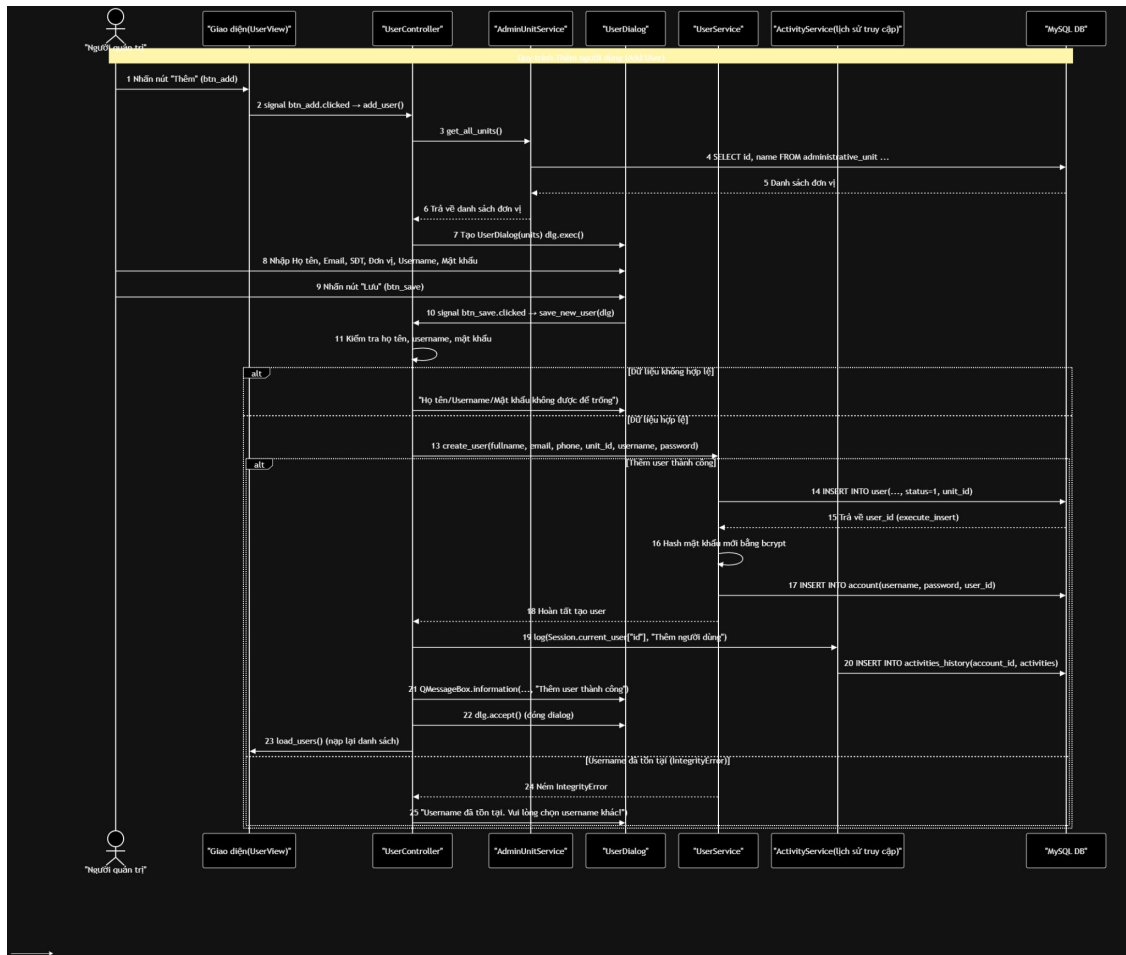 "Người quản trị"
"Giao diện(UserView)"
"UserController"
"AdminUnitService"
"UserDialog"
"UserService"
"ActivityService(lịch sử truy cập)"
"MySQL DB"
1 Nhấn nút "Thêm" (btn_add)
2 signal btn_add.clicked → add_user()
3 get_all_units()
4 SELECT id, name FROM administrative_unit ...
5 Danh sách đơn vị
6 Trả về danh sách đơn vị
7 Tạo UserDialog(units) dlg.exec()
8 Nhập Họ tên, Email, SĐT, Đơn vị, Username, Mật khẩu
9 Nhấn nút "Lưu" (btn_save)
10 signal btn_save.clicked → save_new_user(dlg)
11 Kiểm tra họ tên, username, mật khẩu
alt
[Dữ liệu không hợp lệ]
"Họ tên/Username/Mật khẩu không được để trống")
[Dữ liệu hợp lệ]
13 create_user(fullname, email, phone, unit_id, username, password)
alt
[Thêm user thành công]
14 INSERT INTO user(..., status=1, unit_id)
15 Trả về user_id (execute_insert)
16 Hash mật khẩu mới bằng bcrypt
17 INSERT INTO account(username, password, user_id)
18 Hoàn tất tạo user
19 log(Session.current_user["id"], "Thêm người dùng")
20 INSERT INTO activities_history(account_id, activities)
21 QMessageBox.information(..., "Thêm user thành công")
22 dlg.accept() (đóng dialog)
23 load_users() (nạp lại danh sách)
[Username đã tồn tại (IntegrityError)]
24 Ném IntegrityError
25 "Username đã tồn tại. Vui lòng chọn username khác!")
"Người quản trị"
"Giao diện(UserView)"
"UserController"
"AdminUnitService"
"UserDialog"
"UserService"
"ActivityService(lịch sử truy cập)"
"MySQL DB"